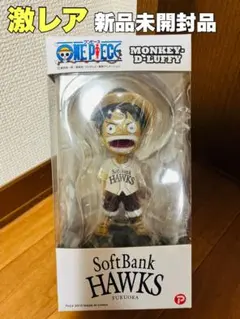 激レア 新品未開封品
ONE PIECE
MONKEY・
D・LUFFY
SoftBank
HAWKS
SoftBank
HAWKS
FUKUOKA
P